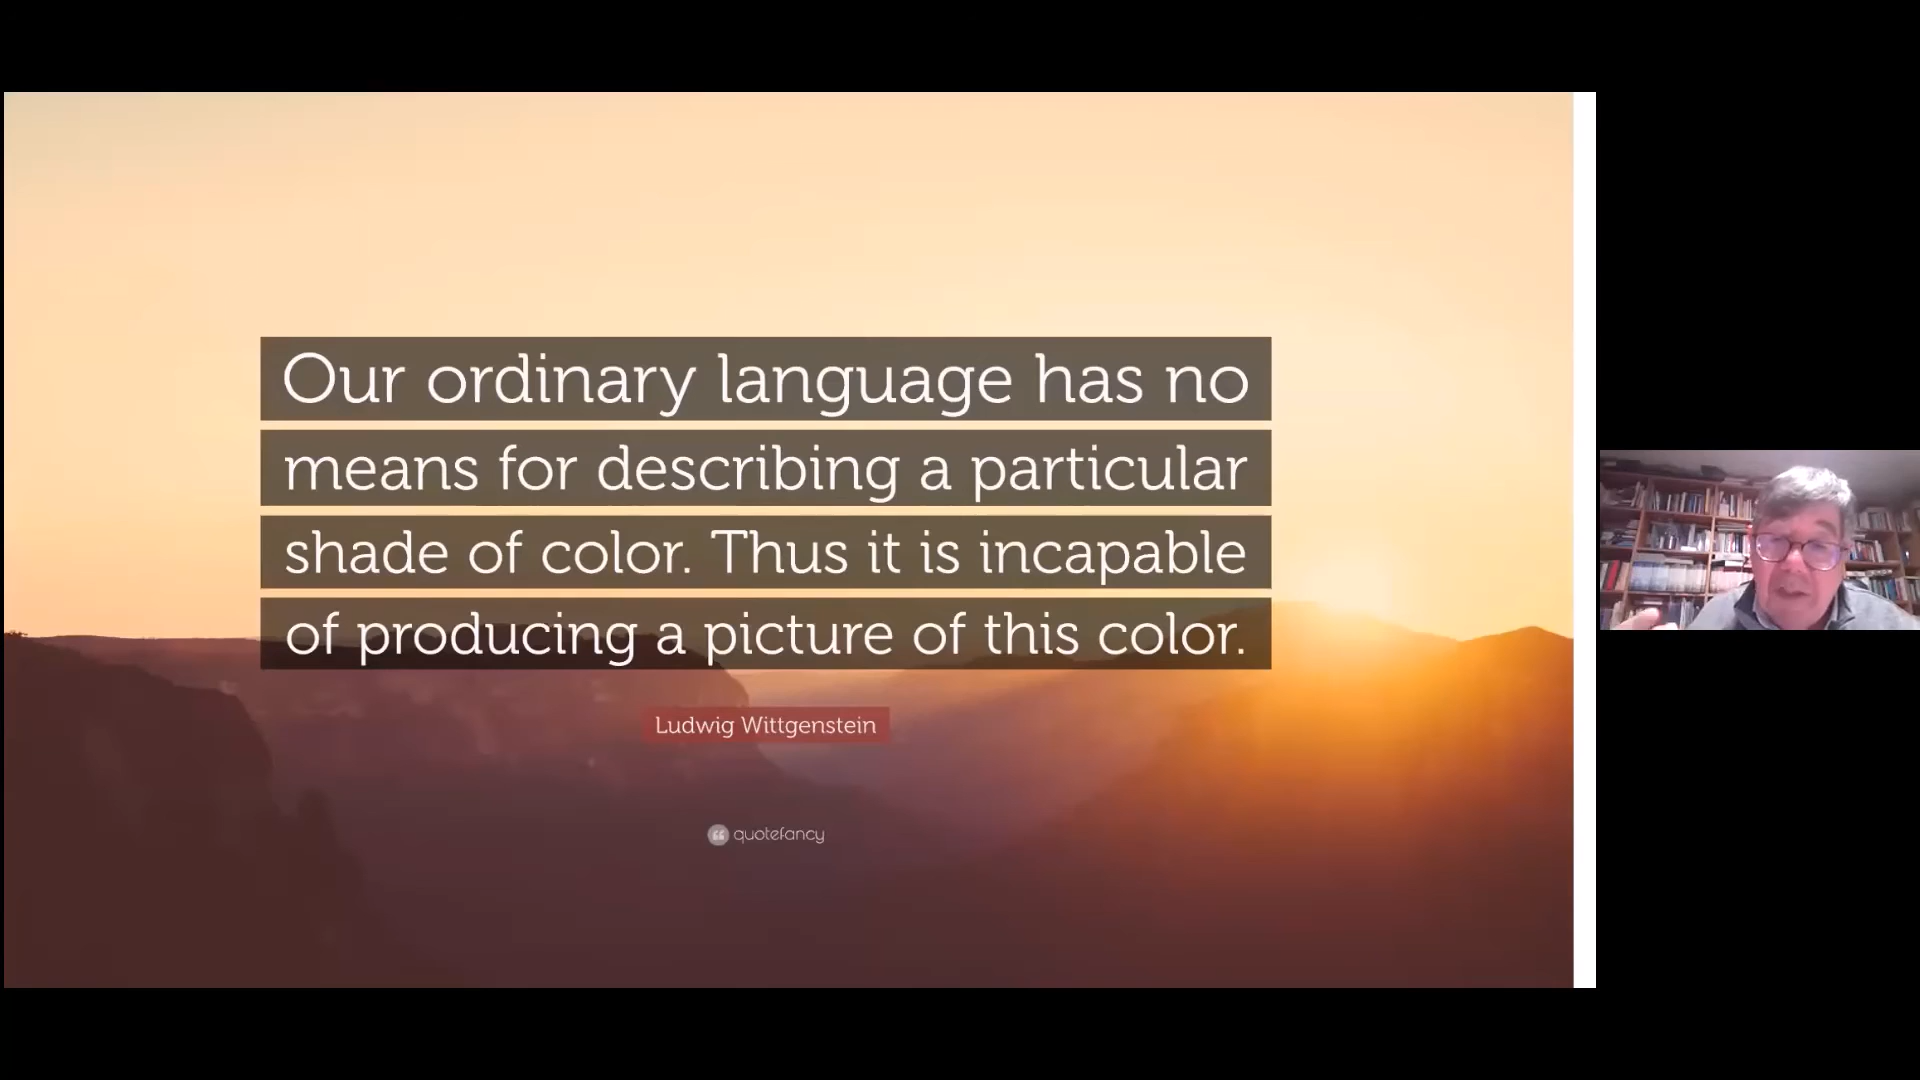 Our ordinary language has no
means for describing a particular
shade of color. Thus it is incapable
of producing a picture of this color.
Ludwig Wittgenstein
quotefancy